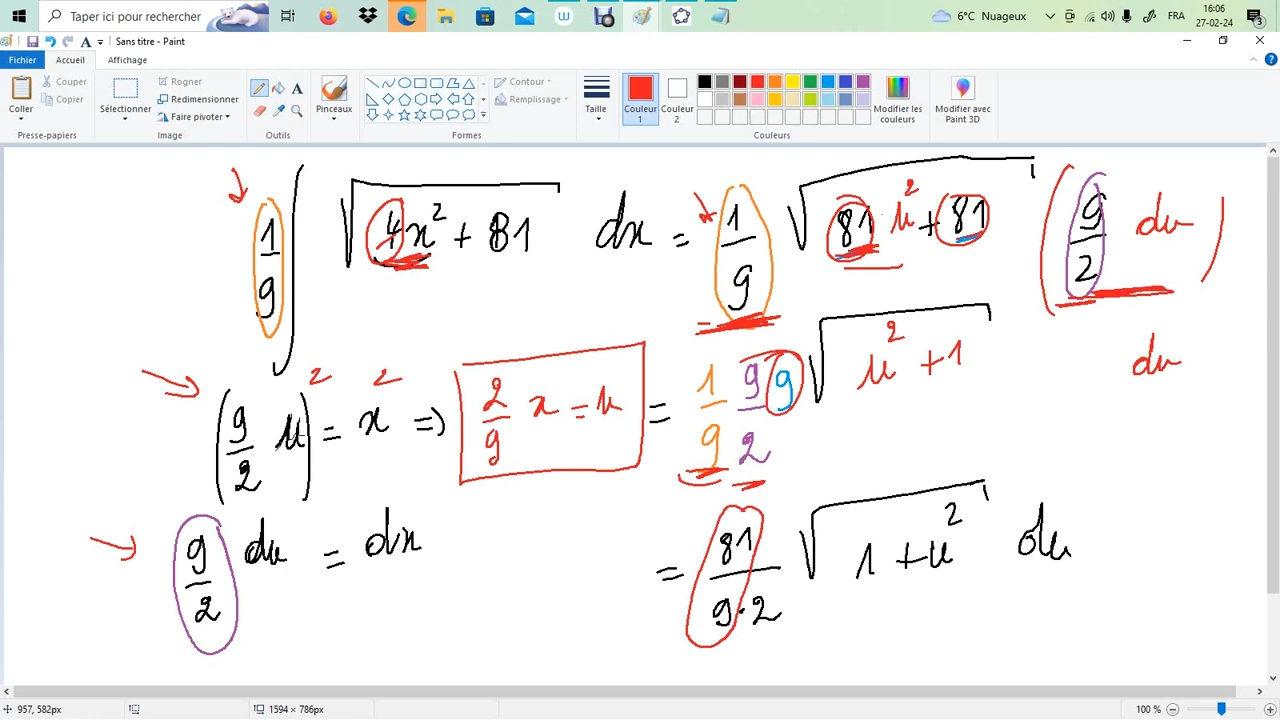 Taper ici pour rechercher
6°C Nuageux
FRA
16:06
27-02-24
3
Sans titre - Paint
Fichier Accueil Affichage
Coller
Couper
Copier
Sélectionner
Rogner
Redimensionner
Faire pivoter
A
Pinceaux
Contour
Remplissage
Taille
Couleur 1
Couleur 2
Modifier les couleurs
Modifier avec Paint 3D
Presse-papiers Image Outils Formes Couleurs
1/9 ∫ √(4x² + 81) dx = 1/9 √(81 u² + 81) (9/2 du)
(9/2 u)² = x² => 2/9 x = u = 1/9 9/2 9 √(u² + 1) du
9/2 du = dx = 81/(9·2) √(1 + u²) du
957, 582px
1594 × 786px
100 %